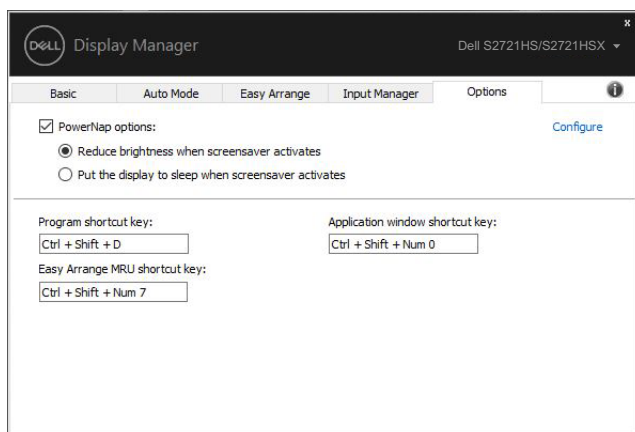 x
DELL Display Manager
Dell S2721HS/S2721HSX
Basic Auto Mode Easy Arrange Input Manager Options
PowerNap options: Configure
Reduce brightness when screensaver activates
Put the display to sleep when screensaver activates
Program shortcut key: Application window shortcut key:
Ctrl + Shift + D Ctrl + Shift + Num 0
Easy Arrange MRU shortcut key:
Ctrl + Shift + Num 7